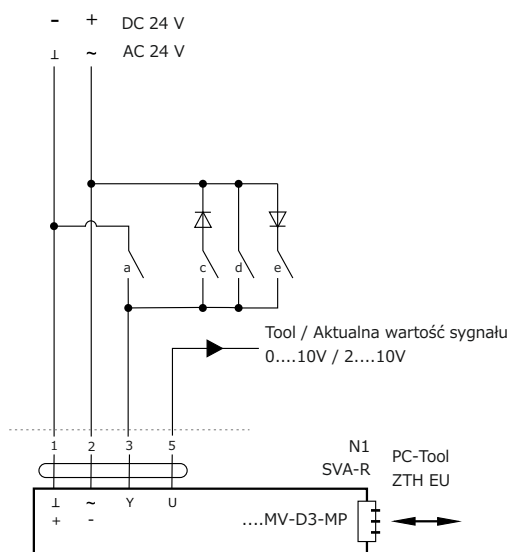 - + DC 24 V
⊥ ~ AC 24 V
a c d e
Tool / Aktualna wartość sygnału
0....10V / 2....10V
1 2 3 5
N1
SVA-R
PC-Tool
ZTH EU
⊥ ~ Y U
+ -
....MV-D3-MP